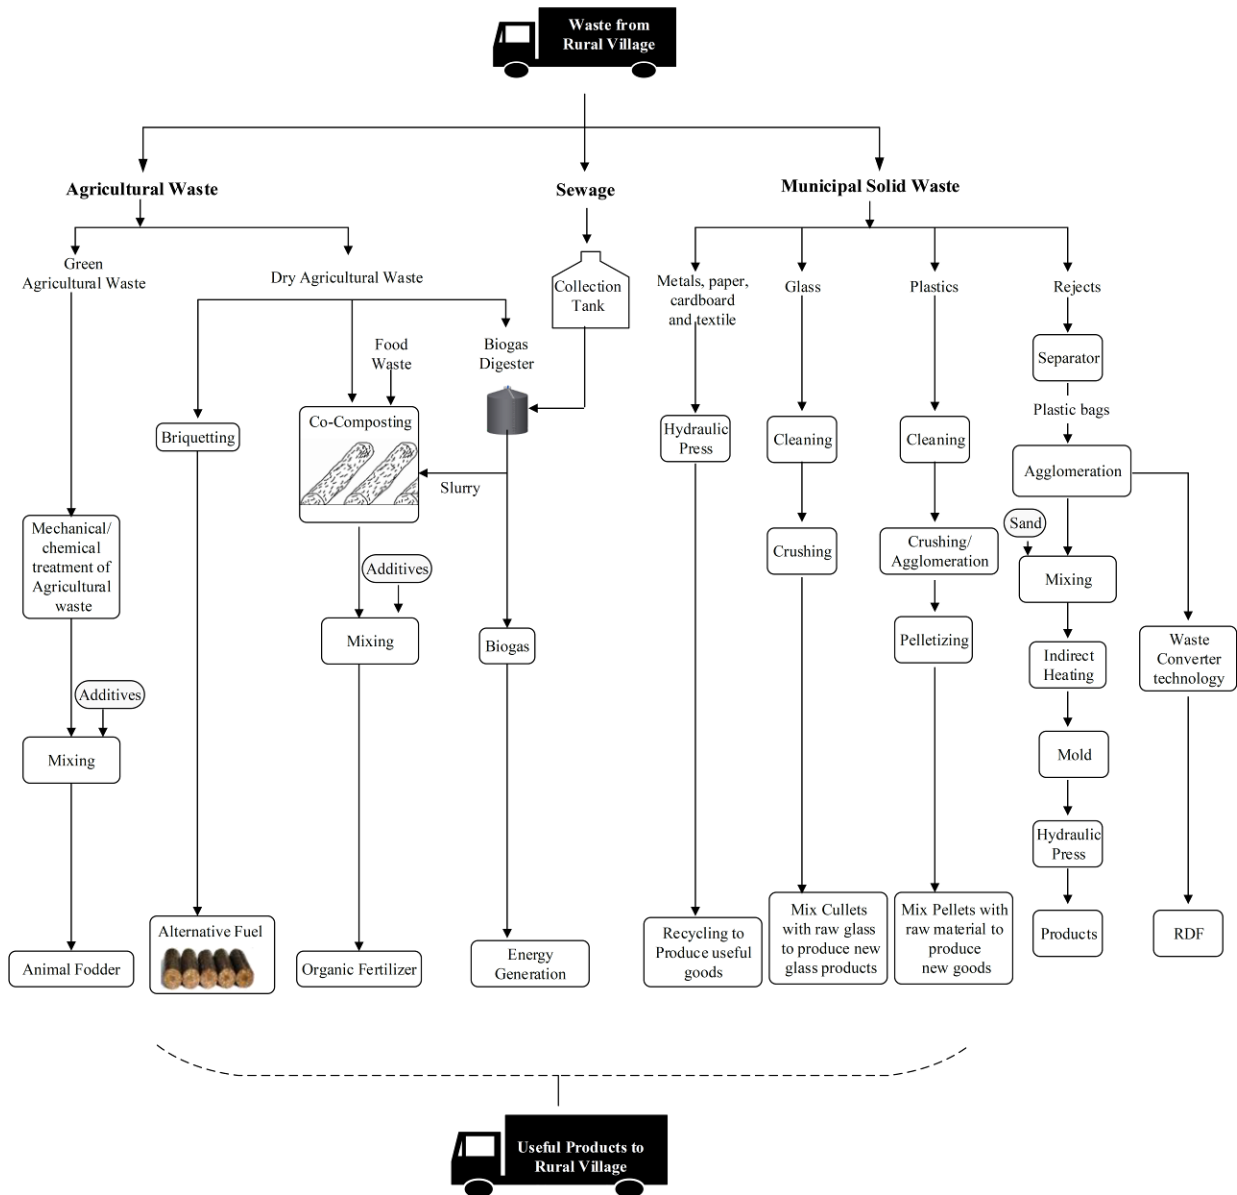 Waste from
Rural Village
Agricultural Waste
Sewage
Municipal Solid Waste
Green
Agricultural Waste
Dry Agricultural Waste
Collection
Tank
Metals, paper,
cardboard
and textile
Glass
Plastics
Rejects
Food
Waste
Biogas
Digester
Separator
Plastic bags
Briquetting
Co-Composting
Slurry
Hydraulic
Press
Cleaning
Cleaning
Agglomeration
Mechanical/
chemical
treatment of
Agricultural
waste
Additives
Mixing
Biogas
Crushing
Crushing/
Agglomeration
Pelletizing
Sand
Mixing
Indirect
Heating
Waste
Converter
technology
Additives
Mixing
Mold
Hydraulic
Press
Animal Fodder
Alternative Fuel
Organic Fertilizer
Energy
Generation
Recycling to
Produce useful
goods
Mix Cullets
with raw glass
to produce new
glass products
Mix Pellets with
raw material to
produce
new goods
Products
RDF
Useful Products to
Rural Village